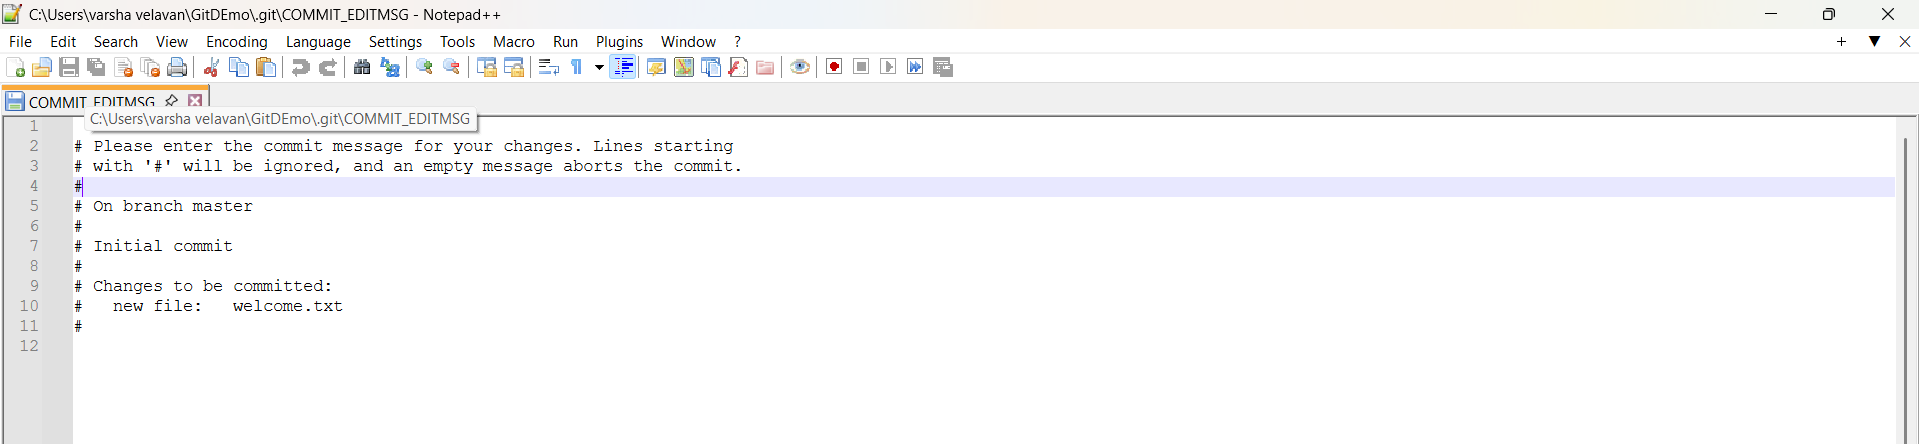 C:\Users\varsha velavan\GitDEmo\.git\COMMIT_EDITMSG - Notepad++
File Edit Search View Encoding Language Settings Tools Macro Run Plugins Window ?
COMMIT_EDITMSG
C:\Users\varsha velavan\GitDEmo\.git\COMMIT_EDITMSG
1
2 # Please enter the commit message for your changes. Lines starting
3 # with '#' will be ignored, and an empty message aborts the commit.
4 #
5 # On branch master
6 #
7 # Initial commit
8 #
9 # Changes to be committed:
10 #   new file:   welcome.txt
11 #
12